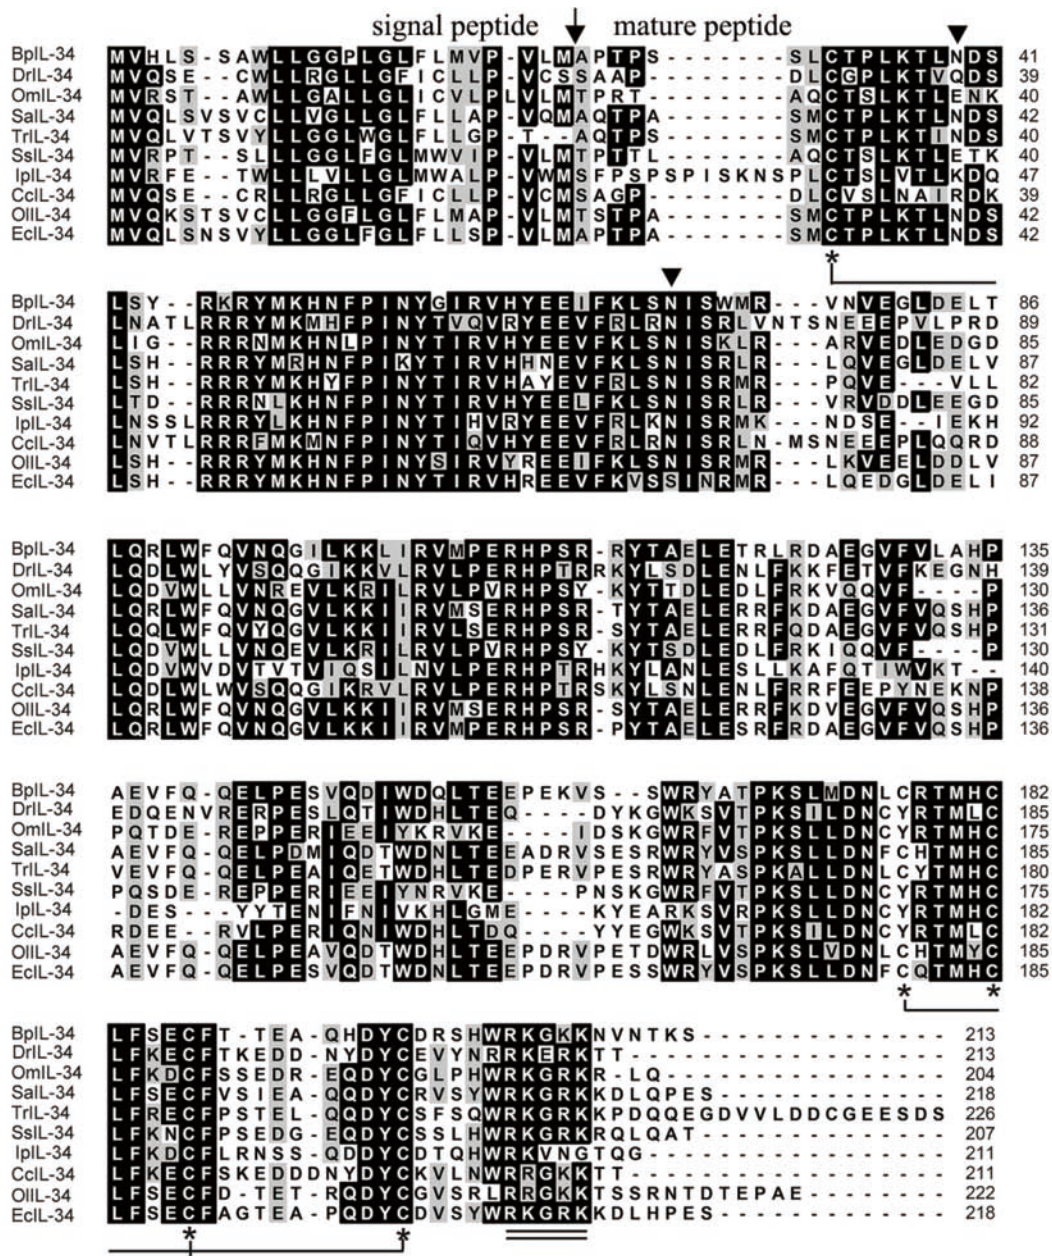 signal peptide mature peptide
BpIL-34 MVHLS-SAWLLGGPLGLFLMVP-VLMAPTPS-------SLCTPLKTLNDS 41
DrIL-34 MVQSE--CWLLRGLLGFICLLP-VCSSAAP--------DLCGPLKTVQDS 39
OmIL-34 MVRST--AWLLGALLGLICVLPLVLMTPRT--------AQCTSLKTLENK 40
SaIL-34 MVQLSVSVCLLVGLLGLFLLAP-VQMAQTPA-------SMCTPLKTLNDS 42
TrIL-34 MVQLVTSVYLLGGLWGLFLLGP-T--AQTPS-------SMCTPLKTINDS 40
SsIL-34 MVRPT--SLLLGGLFGLMWVIP-VLMTPTTL-------AQCTSLKTLETK 40
IpIL-34 MVRFE--TWLLLVLLGLMWALP-VWMSFPSPSPISKNSPLCTSLVTLKDQ 47
CcIL-34 MVQSE--CRLLRGLLGFICLLP-VCMSAGP--------DLCVSLNAIRDK 39
OlIL-34 MVQKSTSVCLLGGFLGLFLMAP-VLMTSTPA-------SMCTPLKTLNDS 42
EcIL-34 MVQLSNSVYLLGGLFGLFLLSP-VLMAPTPA-------SMCTPLKTLNDS 42
*
BpIL-34 LSY--RKRYMKHNFPINYGIRVHYEEIFKLSNISWMR---VNVEGLDELT 86
DrIL-34 LNATLRRRYMKMHFPINYTVQVRYEEVFRLRNISRLVNTSNEEEPVLPRD 89
OmIL-34 LIG--RRRNMKHNLPINYTIRVHYEEVFKLSNISKLR---ARVEDLEDGD 85
SaIL-34 LSH--RRRYMRHNFPIKYTIRVHHNEVFKLSNISRLR---LQVEGLDELV 87
TrIL-34 LSH--RRRYMKHYFPINYTIRVHAYEVFRLSNISRMR---PQVE---VLL 82
SsIL-34 LTD--RRRNLKHNFPINYTIRVHYEELFKLSNISRLR---VRVDDLEEGD 85
IpIL-34 LNSSLRRRYLKHNFPINYTHVRYEEVFRLKNISRMK---NDSE--IEKH 92
CcIL-34 LNVTLRRRFMKMNFPINYTIQVHYEEVFRLRNISRLN-MSNEEEPLQQRD 88
OlIL-34 LSH--RRRYMKHNFPINYSIRVHYREEIFKLSNISRMR---LKVEELDDLV 87
EcIL-34 LSH--RRRYMKHNFPINYTIRVHREEVFKVSSINRMR---LQEDGLDELI 87
BpIL-34 LQRLWFQVNQGILKKLIRVMPERHPSR-RYTAELETRLRDAEGVFVLAHP 135
DrIL-34 LQDLWLYVSQQGIKKVLRVLPERHPTRRKYLSDLENLFKKFETVFKEGNH 139
OmIL-34 LQDVWLLVNREVLKRILRVLPVRHPSY-KYTTDLEDLFRKVQQVF----P 130
SaIL-34 LQRLWFQVNQGVLKKIIRVMSERHPSR-TYTAELERRFKDAEGVFVQSHP 136
TrIL-34 LQQLWFQVYQGVLKKIIRVLSERHPSR-SYTAELERRFQDAEGVFVQSHP 131
SsIL-34 LQDVWLLVNQEVLKRILRVLPVRHPSY-KYTSDLEDLFRKIQQVF----P 130
IpIL-34 LQDVWVDVTVTVIQSILNVLPERHPTRHKYLANLESLLKAFQTIWVKT-- 140
CcIL-34 LQDLWLWVSQQGIKRVLRVLPERHPTRSKYLSNLENLFRRFEEPYNEKNP 138
OlIL-34 LQRLWFQVNQGVLKKIIRVMSERHPSR-PYTAELERRFKDVEGVFVQSHP 136
EcIL-34 LQRLWFQVNQGVLKKIIRVMPERHPSR-PYTAELESRFRDAEGVFVQSHP 136
BpIL-34 AEVFQ-QELPESVQDIWDQLTEEPEKVS--SWRYATPKSLMDNLCRTMHC 182
DrIL-34 EDQENVRERPESLQTIWDHLTEQ----DYKGWKSVTPKSILDNCYRTMLC 185
OmIL-34 PQTDE-REPPERIEEIYKRVKE----IDSKGWRFVTPKSLLDNCYRTMHC 175
SaIL-34 AEVFQ-QELPDMIQDTWDNLTEEADRVSESRWRYVSPKSLLDNFCHTMHC 185
TrIL-34 VEVFQ-QELPEAIQETWDHLTEDPERVPESRWRYASPKALLDNLCYTMHC 180
SsIL-34 PQSDE-REPPERIEEIYNRVKE----PNSKGWRFVTPKSLLDNCYRTMHC 175
IpIL-34 -DES---YYTENIFNIVKHLGME----KYEARKSVRPKSLLDNCYRTMHC 182
CcIL-34 RDEE--RVLPERIQNIWDHLTDQ----YYEGWKSVTPKSILDNCYRTMLC 182
OlIL-34 AEVFQ-QELPEAVQDTWDNLTEEPDRVPETDWRLVSPKSLVDNLCHTMYC 185
EcIL-34 AEVFQ-QELPESVQDTWDNLTEEPDRVPESSWRYVSPKSLLDNFCQTMHC 185
* *
BpIL-34 LFSECFT-TEA-QHDYCDRSHWRKGKKNVNTKS-------------- 213
DrIL-34 LFKECFTKEDD-NYDYCEVYNRRKERKTT------------------ 213
OmIL-34 LFKDCFSSEDR-EQDYCGLPHWRKGRKR-LQ---------------- 204
SaIL-34 LFSECFVSIEA-QQDYCRVSYWRKGRKKDLQPES------------- 218
TrIL-34 LFRECFPSTEL-QQDYCSFSQWRKGRKKPDQQEGDVVLDDCGEESDS 226
SsIL-34 LFKNCFPSEDG-EQDYCSSLHWRKGRKRQLQAT-------------- 207
IpIL-34 LFKDCFLRNSS-QDDYCDTQHWRKVNGTQG----------------- 211
CcIL-34 LFKECFSKEDDDNYDYCKVLNWRRGKKTT------------------ 211
OlIL-34 LFSECFD-TET-RQDYCGVSRLRRGKKTSSRNTDTEPAE-------- 222
EcIL-34 LFSECFAGTEA-PQDYCDVSYWRKGRKKDLHPES------------- 218
* *